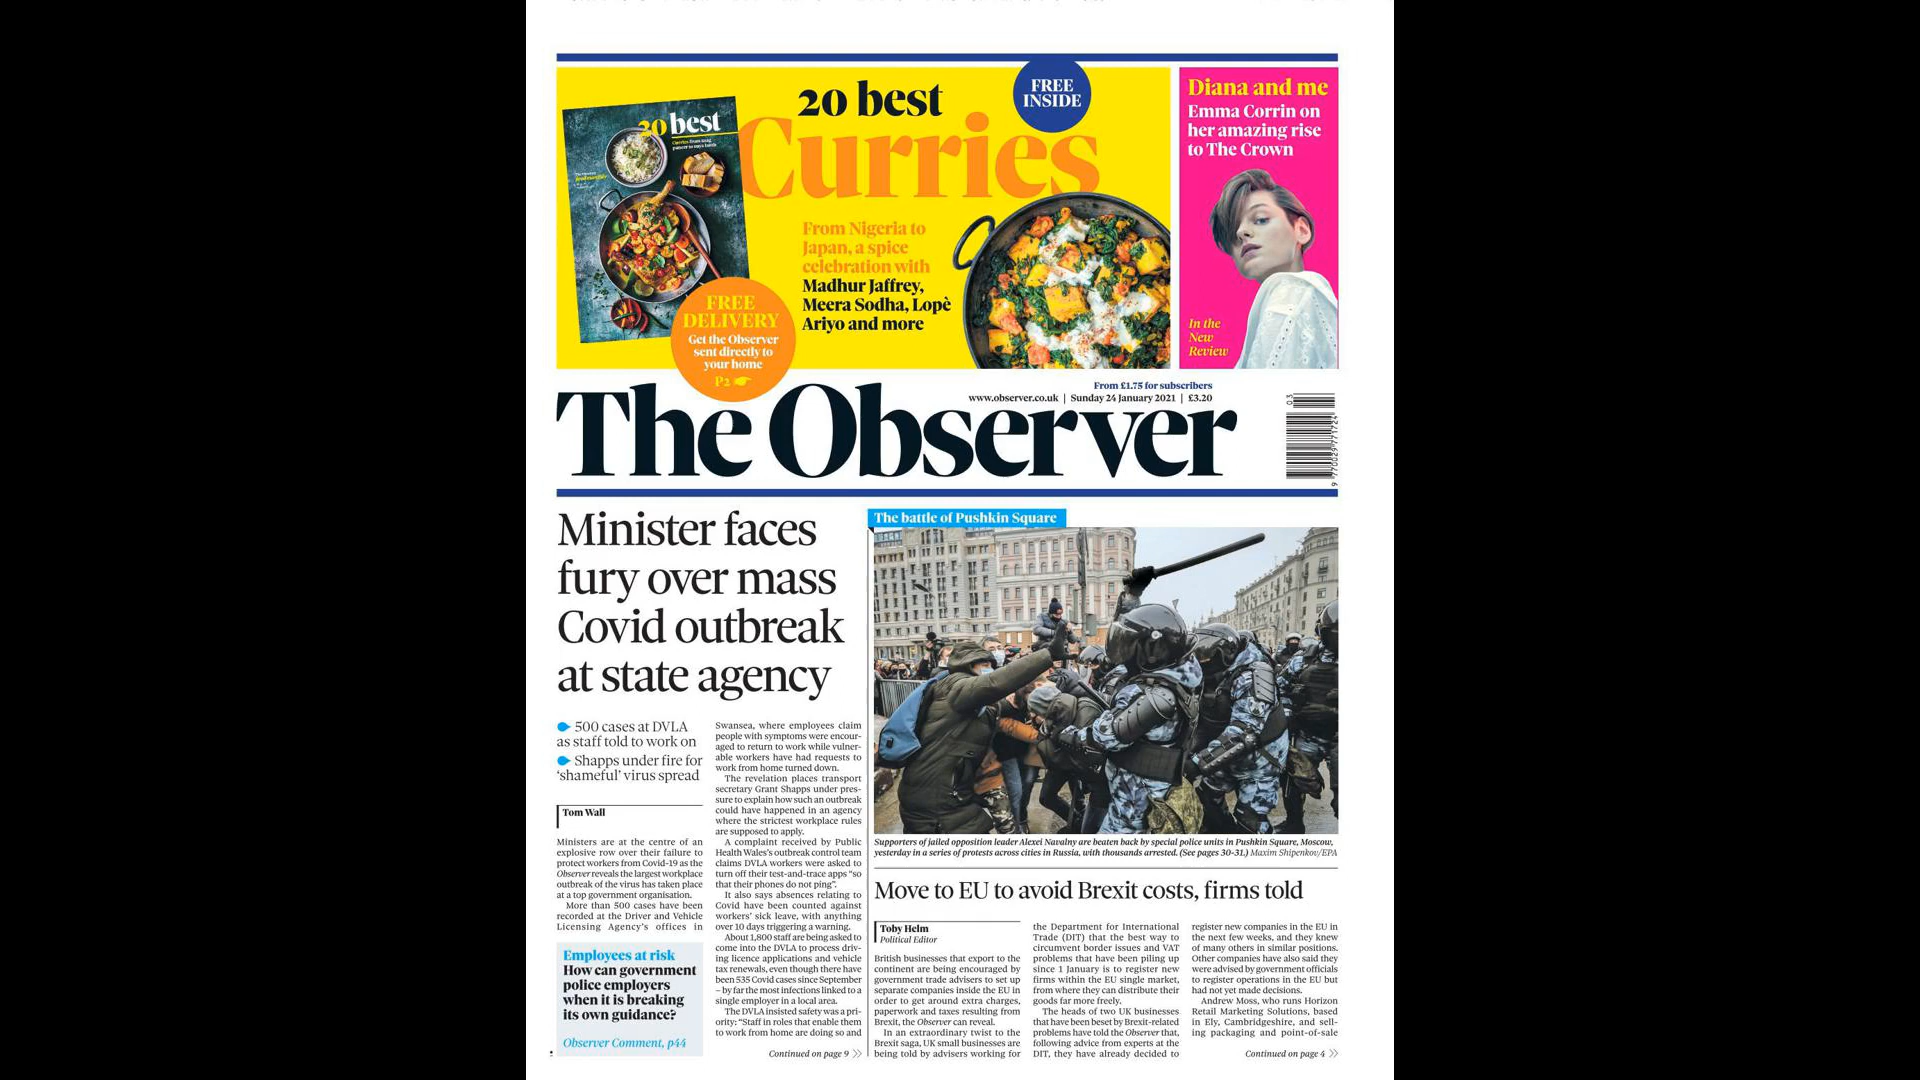 20 best
Curries
FREE
INSIDE
20 best
From Nigeria to
Japan, a spice
celebration with
Madhur Jaffrey,
Meera Sodha, Lopè
Ariyo and more
FREE
DELIVERY
Get the Observer
sent directly to
your home
P2
Diana and me
Emma Corrin on
her amazing rise
to The Crown
In the
New
Review
From £1.75 for subscribers
www.observer.co.uk | Sunday 24 January 2021 | £3.20
The Observer
03
Minister faces
fury over mass
Covid outbreak
at state agency
500 cases at DVLA
as staff told to work on
Shapps under fire for
‘shameful’ virus spread
Tom Wall
Ministers are at the centre of an
explosive row over their failure to
protect workers from Covid-19 as the
Observer reveals the largest workplace
outbreak of the virus has taken place
at a top government organisation.
More than 500 cases have been
recorded at the Driver and Vehicle
Licensing Agency’s offices in
Employees at risk
How can government
police employers
when it is breaking
its own guidance?
Observer Comment, p44
Swansea, where employees claim
people with symptoms were encour-
aged to return to work while vulner-
able workers have had requests to
work from home turned down.
The revelation places transport
secretary Grant Shapps under pres-
sure to explain how such an outbreak
could have happened in an agency
where the strictest workplace rules
are supposed to apply.
A complaint received by Public
Health Wales’s outbreak control team
claims DVLA workers were asked to
turn off their test-and-trace apps “so
that their phones do not ping”.
It also says absences relating to
Covid have been counted against
workers’ sick leave, with anything
over 10 days triggering a warning.
About 1,800 staff are being asked to
come into the DVLA to process driv-
ing licence applications and vehicle
tax renewals, even though there have
been 535 Covid cases since September
– by far the most infections linked to a
single employer in a local area.
The DVLA insisted safety was a pri-
ority: “Staff in roles that enable them
to work from home are doing so and
Continued on page 9
The battle of Pushkin Square
Supporters of jailed opposition leader Alexei Navalny are beaten back by special police units in Pushkin Square, Moscow,
yesterday in a series of protests across cities in Russia, with thousands arrested. (See pages 30-31.) Maxim Shipenkov/EPA
Move to EU to avoid Brexit costs, firms told
Toby Helm
Political Editor
British businesses that export to the
continent are being encouraged by
government trade advisers to set up
separate companies inside the EU in
order to get around extra charges,
paperwork and taxes resulting from
Brexit, the Observer can reveal.
In an extraordinary twist to the
Brexit saga, UK small businesses are
being told by advisers working for
the Department for International
Trade (DIT) that the best way to
circumvent border issues and VAT
problems that have been piling up
since 1 January is to register new
firms within the EU single market,
from where they can distribute their
goods far more freely.
The heads of two UK businesses
that have been beset by Brexit-related
problems have told the Observer that,
following advice from experts at the
DIT, they have already decided to
register new companies in the EU in
the next few weeks, and they knew
of many others in similar positions.
Other companies have also said they
were advised by government officials
to register operations in the EU but
had not yet made decisions.
Andrew Moss, who runs Horizon
Retail Marketing Solutions, based
in Ely, Cambridgeshire, and sell-
ing packaging and point-of-sale
Continued on page 4